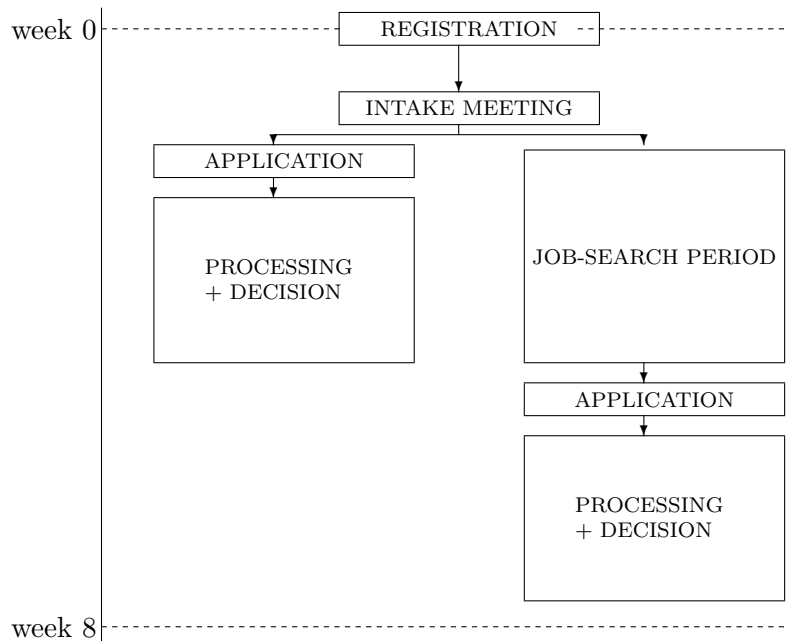 week 0
REGISTRATION
INTAKE MEETING
APPLICATION
PROCESSING
+ DECISION
JOB-SEARCH PERIOD
APPLICATION
PROCESSING
+ DECISION
week 8